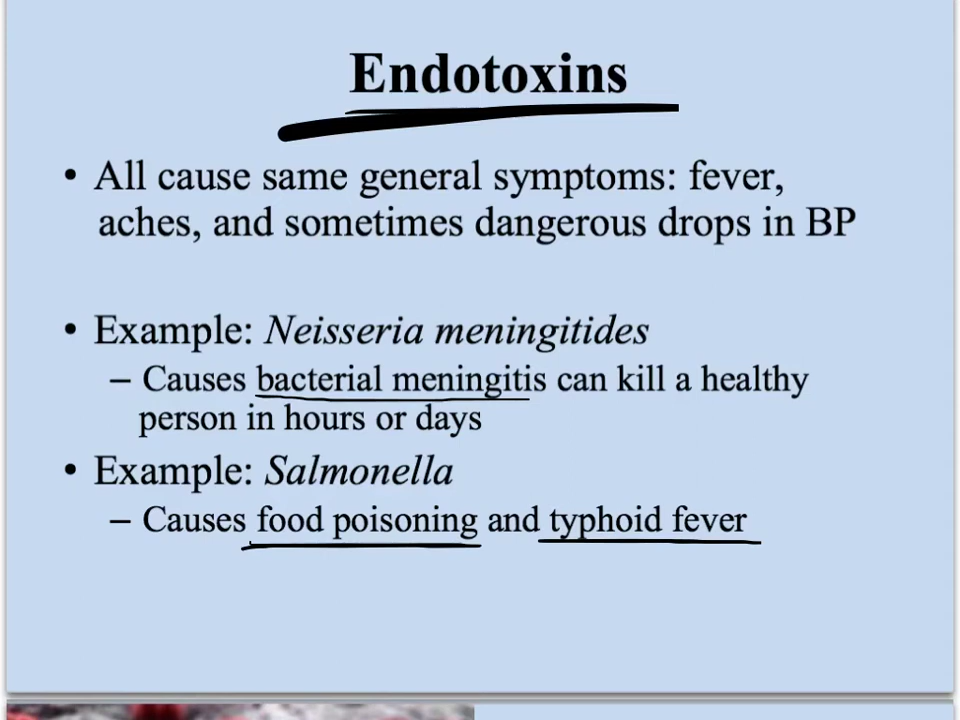 Endotoxins
• All cause same general symptoms: fever,
aches, and sometimes dangerous drops in BP
• Example: Neisseria meningitides
– Causes bacterial meningitis can kill a healthy
person in hours or days
• Example: Salmonella
– Causes food poisoning and typhoid fever